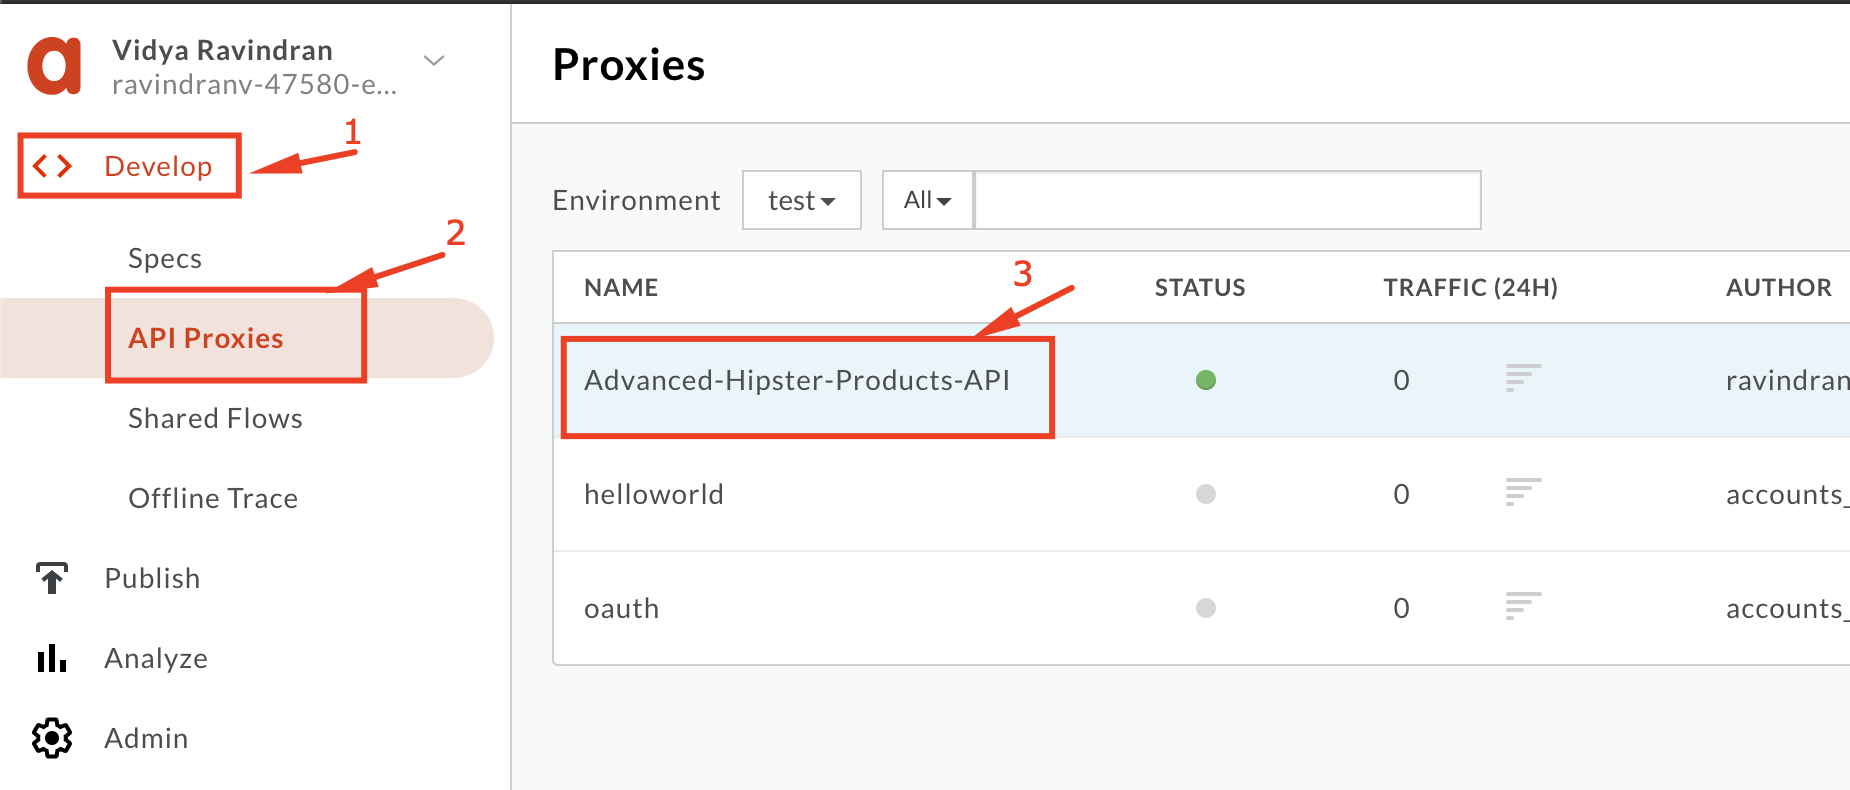 Vidya Ravindran
ravindranv-47580-e...
1
Develop
2
Specs
API Proxies
Shared Flows
Offline Trace
Publish
Analyze
Admin
Proxies
Environment test All
3
NAME STATUS TRAFFIC (24H) AUTHOR
Advanced-Hipster-Products-API 0 ravindran
helloworld 0 accounts_
oauth 0 accounts_